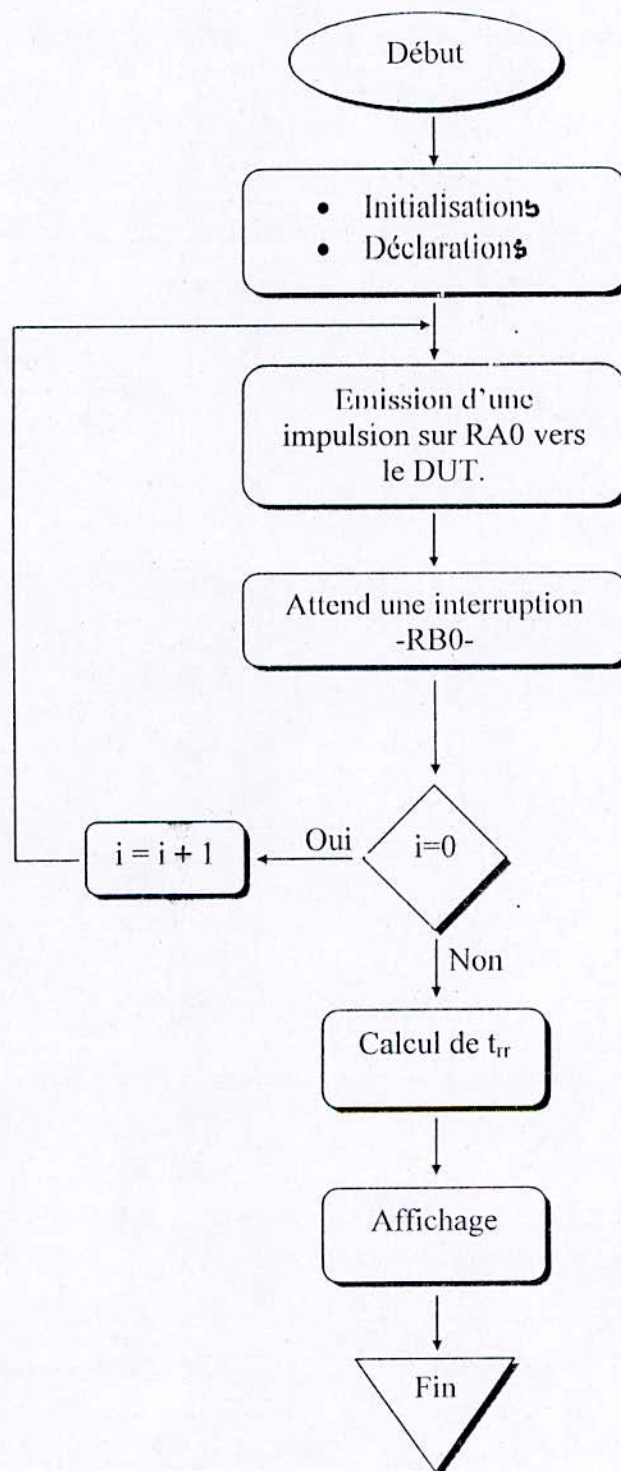 Début
• Initialisations
• Déclarations
Emission d'une
impulsion sur RA0 vers
le DUT.
Attend une interruption
-RB0-
i=0
Oui
i = i + 1
Non
Calcul de trr
Affichage
Fin